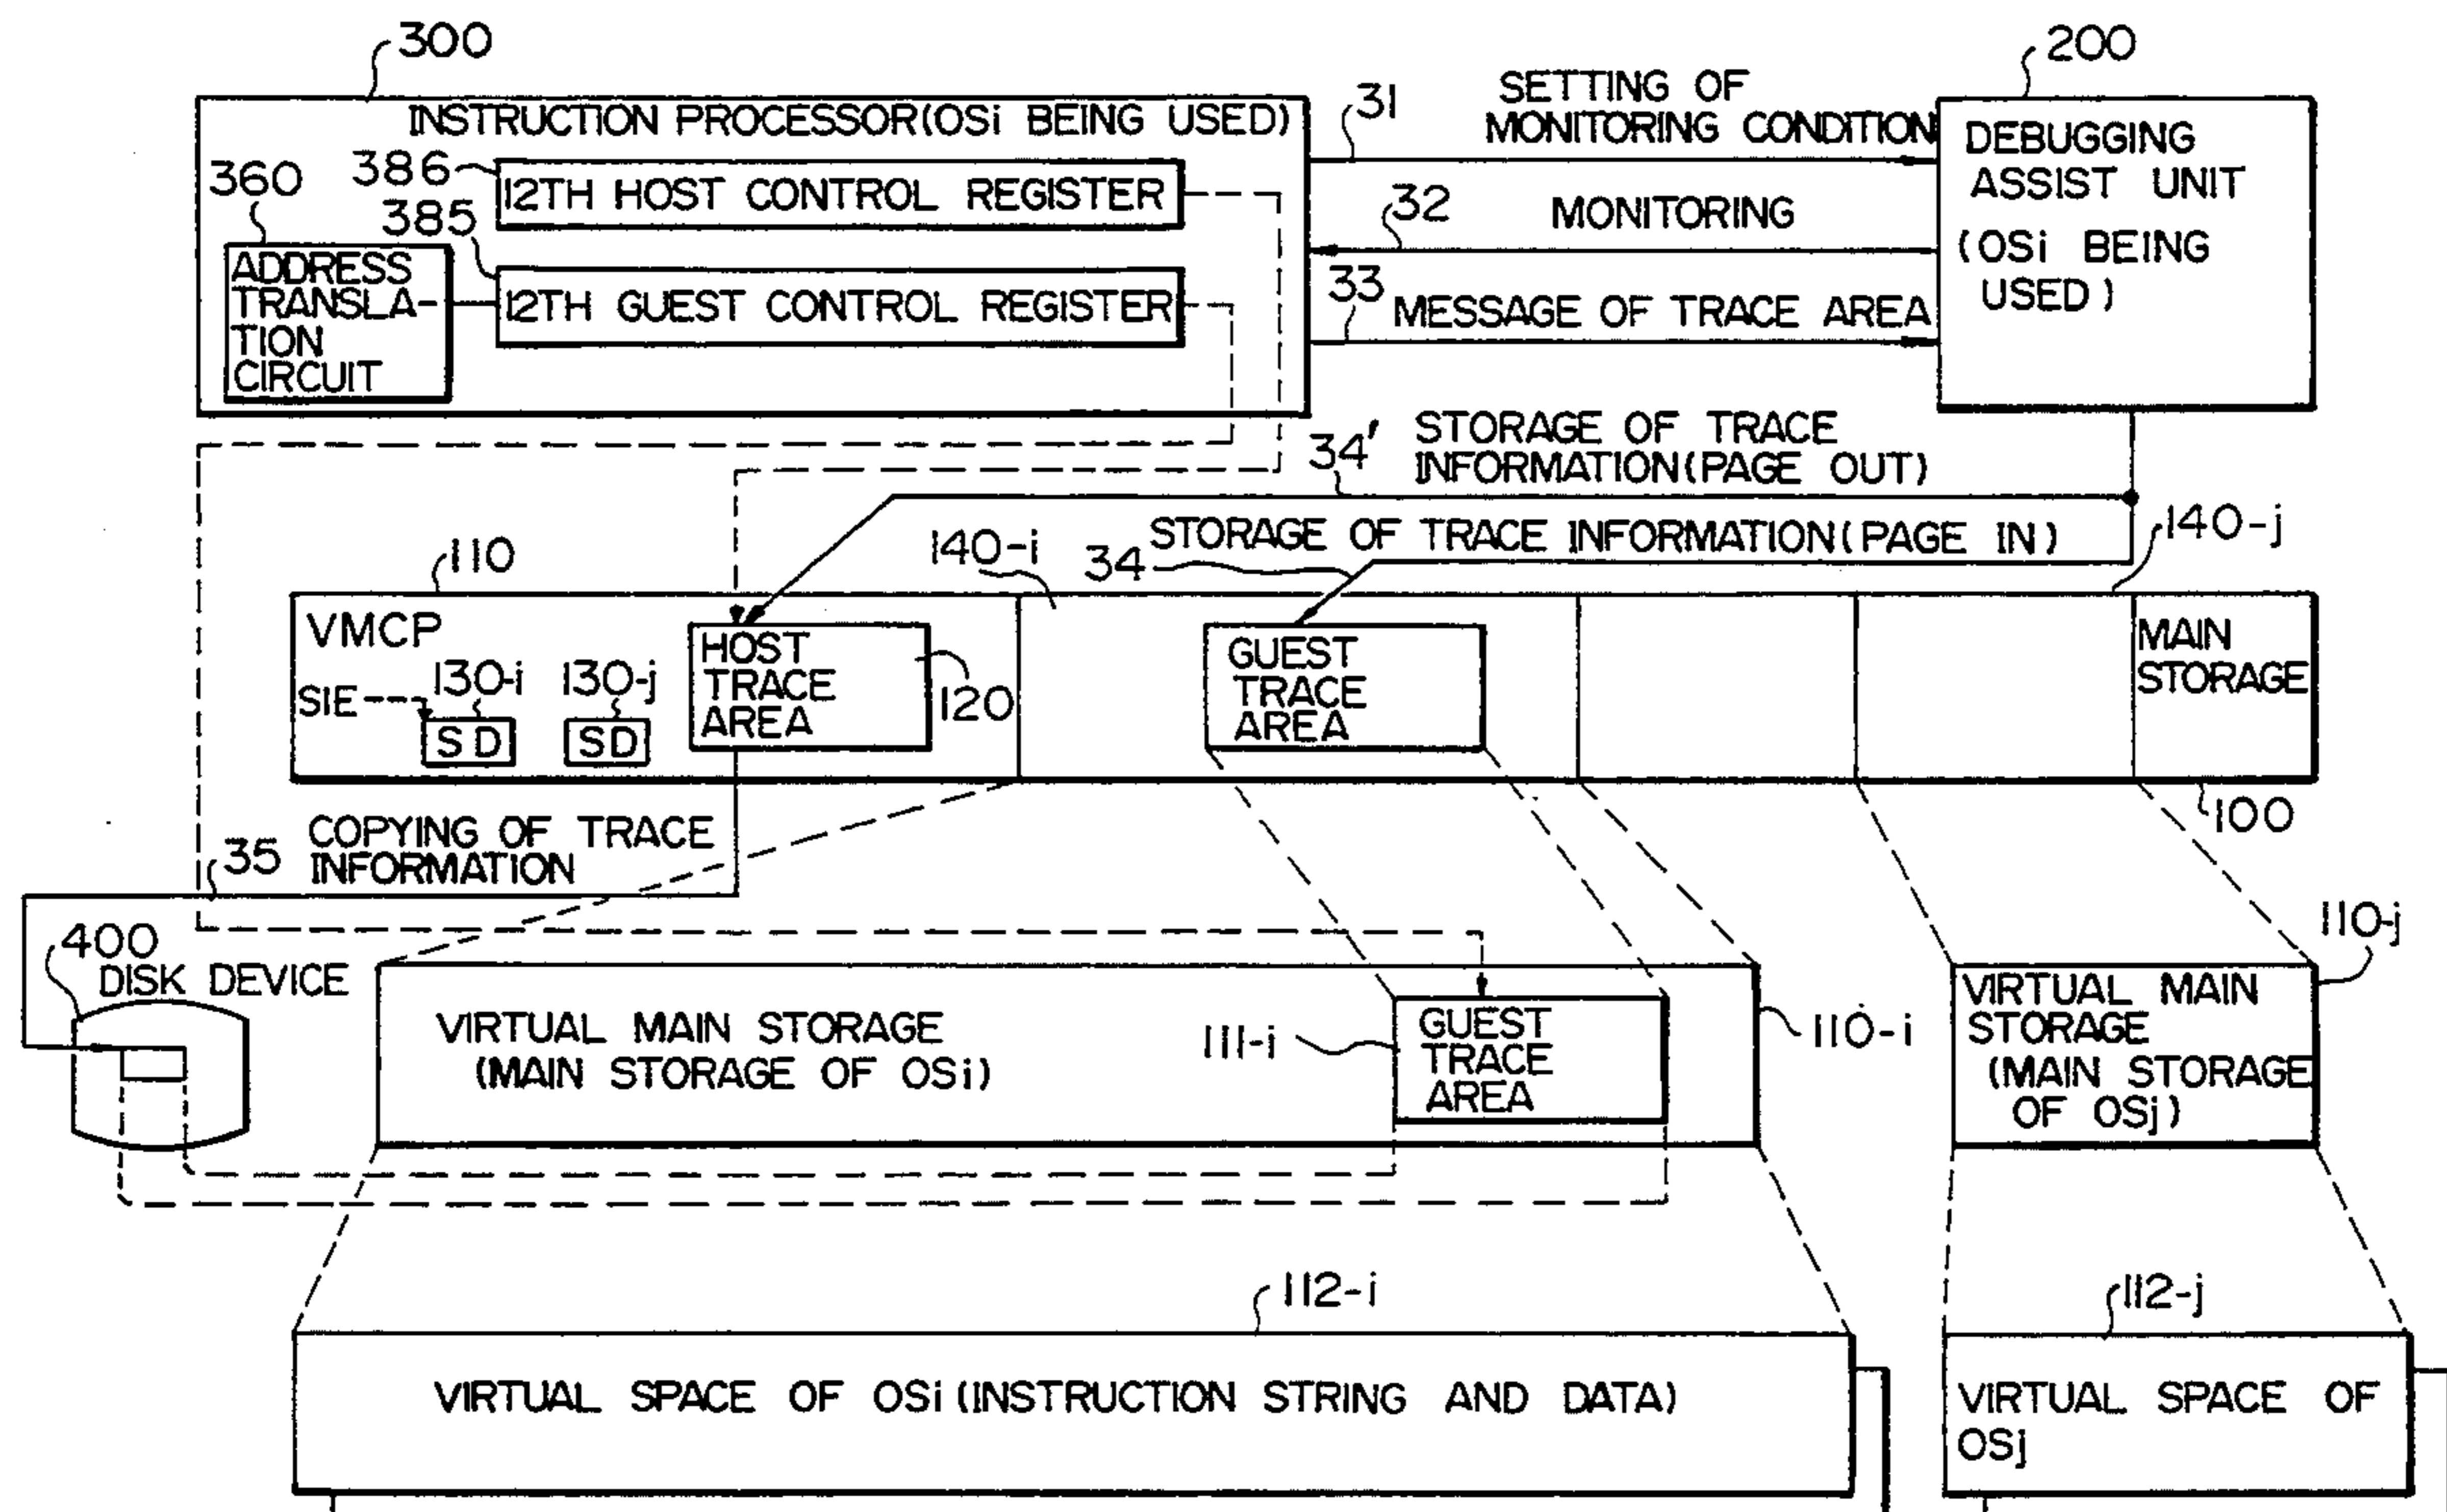 300
200
INSTRUCTION PROCESSOR(OSi BEING USED)
31
SETTING OF
MONITORING CONDITION
DEBUGGING
ASSIST UNIT
(OSi BEING
USED)
360
386
12TH HOST CONTROL REGISTER
385
32
MONITORING
ADDRESS
TRANSLA-
TION
CIRCUIT
12TH GUEST CONTROL REGISTER
33
MESSAGE OF TRACE AREA
34'
STORAGE OF TRACE
INFORMATION(PAGE OUT)
110
140-i
34
STORAGE OF TRACE INFORMATION(PAGE IN)
140-j
VMCP
SIE
130-i
130-j
SD
SD
HOST
TRACE
AREA
120
GUEST
TRACE
AREA
MAIN
STORAGE
100
35
COPYING OF TRACE
INFORMATION
400
DISK DEVICE
110-j
VIRTUAL MAIN STORAGE
(MAIN STORAGE OF OSi)
111-i
GUEST
TRACE
AREA
110-i
VIRTUAL MAIN
STORAGE
(MAIN STORAGE
OF OSj)
112-i
112-j
VIRTUAL SPACE OF OSi(INSTRUCTION STRING AND DATA)
VIRTUAL SPACE OF
OSj